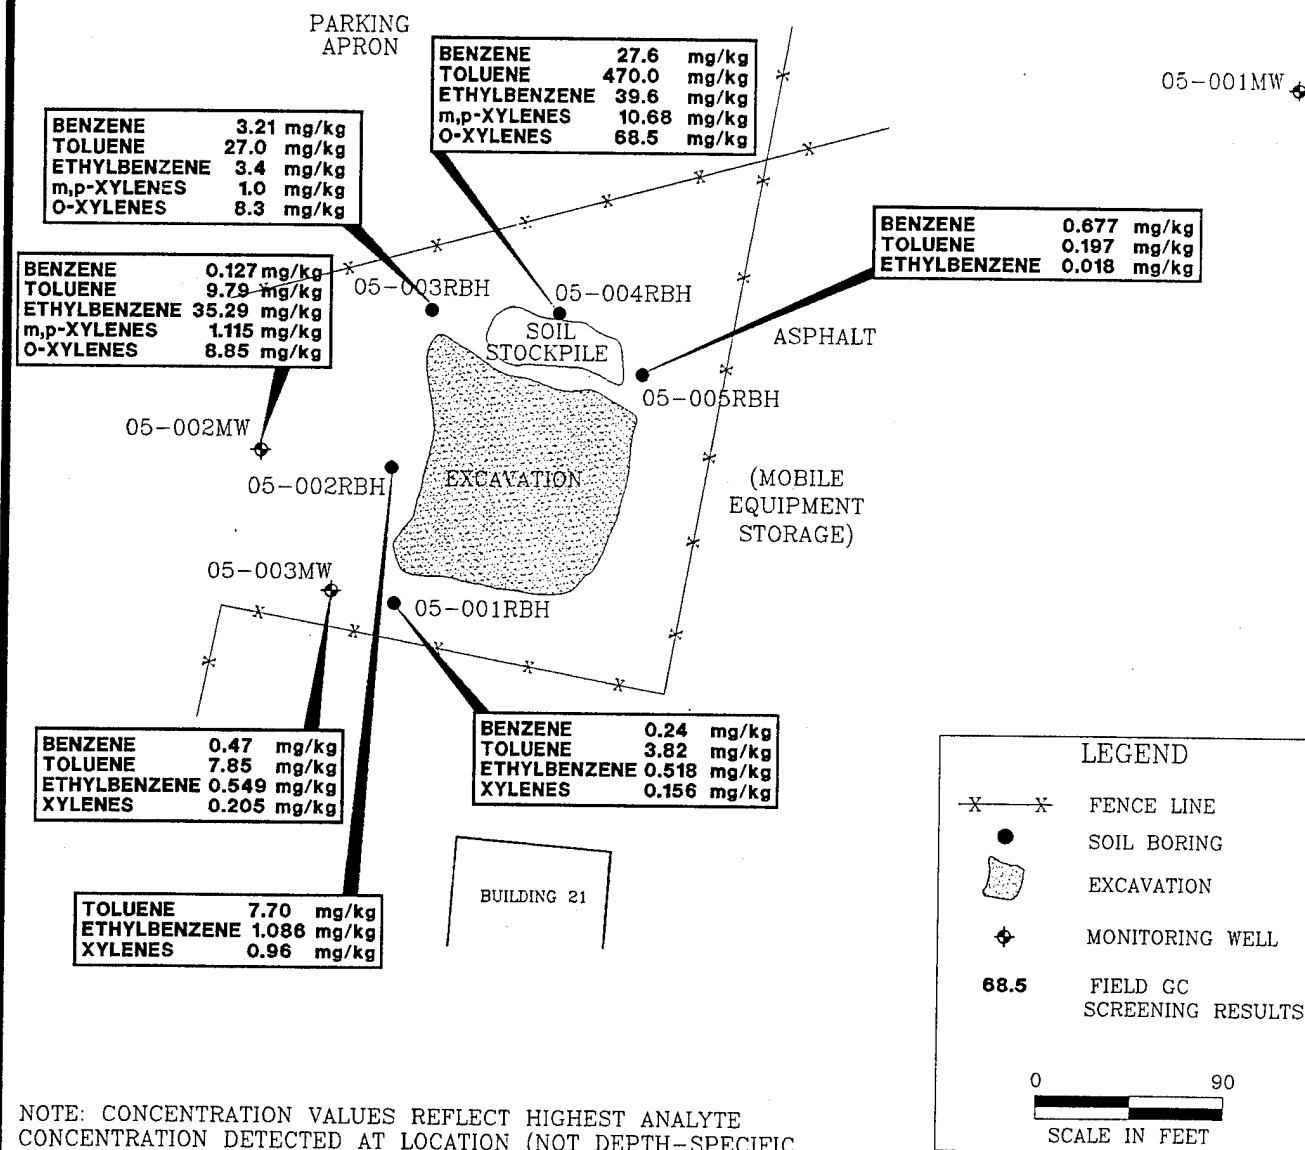 PARKING
APRON
BENZENE 27.6 mg/kg
TOLUENE 470.0 mg/kg
ETHYLBENZENE 39.6 mg/kg
m,p-XYLENES 10.68 mg/kg
O-XYLENES 68.5 mg/kg
05-001MW
BENZENE 3.21 mg/kg
TOLUENE 27.0 mg/kg
ETHYLBENZENE 3.4 mg/kg
m,p-XYLENES 1.0 mg/kg
O-XYLENES 8.3 mg/kg
BENZENE 0.677 mg/kg
TOLUENE 0.197 mg/kg
ETHYLBENZENE 0.018 mg/kg
BENZENE 0.127 mg/kg
TOLUENE 9.79 mg/kg
ETHYLBENZENE 35.29 mg/kg
m,p-XYLENES 1.115 mg/kg
O-XYLENES 8.85 mg/kg
05-003RBH
05-004RBH
SOIL
STOCKPILE
ASPHALT
05-005RBH
05-002MW
05-002RBH
EXCAVATION
(MOBILE
EQUIPMENT
STORAGE)
05-003MW
05-001RBH
BENZENE 0.47 mg/kg
TOLUENE 7.85 mg/kg
ETHYLBENZENE 0.549 mg/kg
XYLENES 0.205 mg/kg
BENZENE 0.24 mg/kg
TOLUENE 3.82 mg/kg
ETHYLBENZENE 0.518 mg/kg
XYLENES 0.156 mg/kg
TOLUENE 7.70 mg/kg
ETHYLBENZENE 1.086 mg/kg
XYLENES 0.96 mg/kg
BUILDING 21
LEGEND
X X FENCE LINE
SOIL BORING
EXCAVATION
MONITORING WELL
68.5 FIELD GC
SCREENING RESULTS
0 90
SCALE IN FEET
NOTE: CONCENTRATION VALUES REFLECT HIGHEST ANALYTE
CONCENTRATION DETECTED AT LOCATION (NOT DEPTH-SPECIFIC